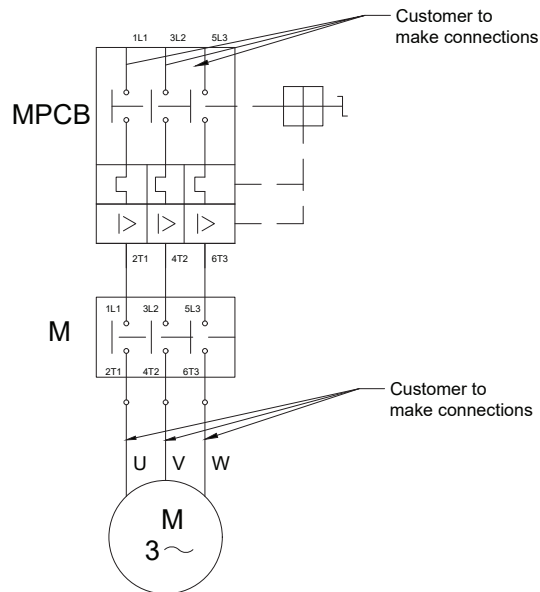 Customer to
make connections
1L1 3L2 5L3
MPCB
2T1 4T2 6T3
M
1L1 3L2 5L3
2T1 4T2 6T3
Customer to
make connections
U V W
M
3~